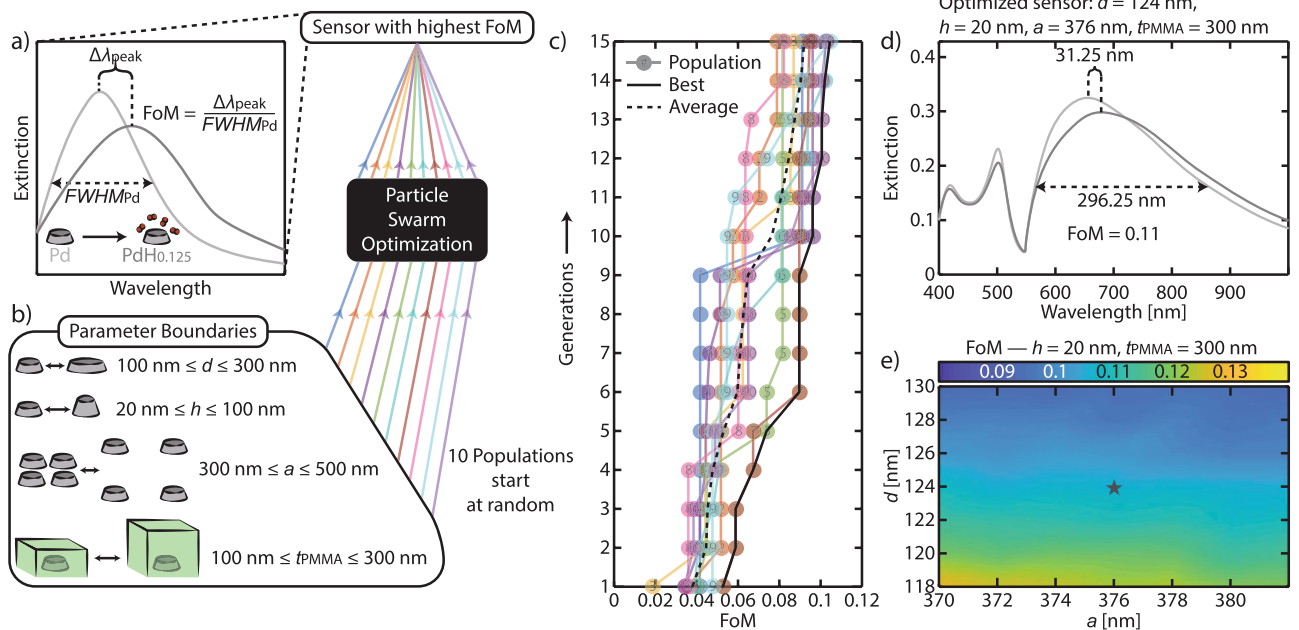 Sensor with highest FoM
a)
Δλpeak
FoM = Δλpeak
FWHMPd
FWHMPd
Pd
PdH0.125
Extinction
Wavelength
Particle
Swarm
Optimization
b)
Parameter Boundaries
100 nm ≤ d ≤ 300 nm
20 nm ≤ h ≤ 100 nm
300 nm ≤ a ≤ 500 nm
100 nm ≤ tPMMA ≤ 300 nm
10 Populations
start
at random
c)
Population
Best
Average
Generations
15
14
13
12
11
10
9
8
7
6
5
4
3
2
1
0 0.02 0.04 0.06 0.08 0.1 0.12
FoM
Optimized sensor: d = 124 nm,
h = 20 nm, a = 376 nm, tPMMA = 300 nm
d)
31.25 nm
296.25 nm
FoM = 0.11
Extinction
0.4
0.3
0.2
0.1
0
400 500 600 700 800 900
Wavelength [nm]
e)
FoM — h = 20 nm, tPMMA = 300 nm
0.09 0.1 0.11 0.12 0.13
d [nm]
130
128
126
124
122
120
118
370 372 374 376 378 380
a [nm]